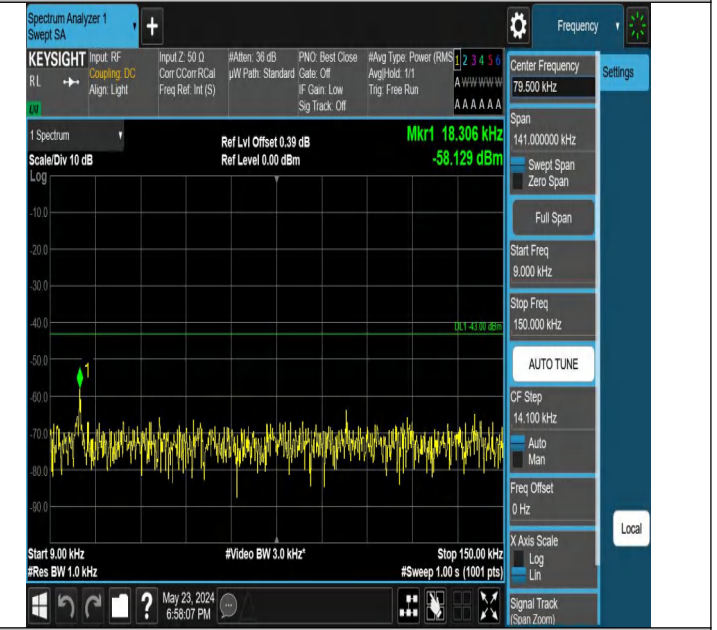 Spectrum Analyzer 1
Swept SA
+
Frequency
KEYSIGHT
RL
Input: RF
Coupling: DC
Align: Light
Input Z: 50 Ω
Corr CCorr RCal
Freq Ref: Int (S)
#Atten: 36 dB
µW Path: Standard
PNO: Best Close
Gate: Off
IF Gain: Low
Sig Track: Off
#Avg Type: Power (RMS
Avg|Hold: 1/1
Trig: Free Run
1 2 3 4 5 6
A W W W W W
A A A A A A
1 Spectrum
Scale/Div 10 dB
Ref Lvl Offset 0.39 dB
Ref Level 0.00 dBm
Mkr1 18.306 kHz
-58.129 dBm
Log
-10.0
-20.0
-30.0
-40.0
-50.0
-60.0
-70.0
-80.0
-90.0
DL1 -43.00 dBm
1
Start 9.00 kHz
#Res BW 1.0 kHz
#Video BW 3.0 kHz*
Stop 150.00 kHz
#Sweep 1.00 s (1001 pts)
Center Frequency
79.500 kHz
Settings
Span
141.000000 kHz
Swept Span
Zero Span
Full Span
Start Freq
9.000 kHz
Stop Freq
150.000 kHz
AUTO TUNE
CF Step
14.100 kHz
Auto
Man
Freq Offset
0 Hz
X Axis Scale
Log
Lin
Local
Signal Track
(Span Zoom)
?
May 23, 2024
6:58:07 PM